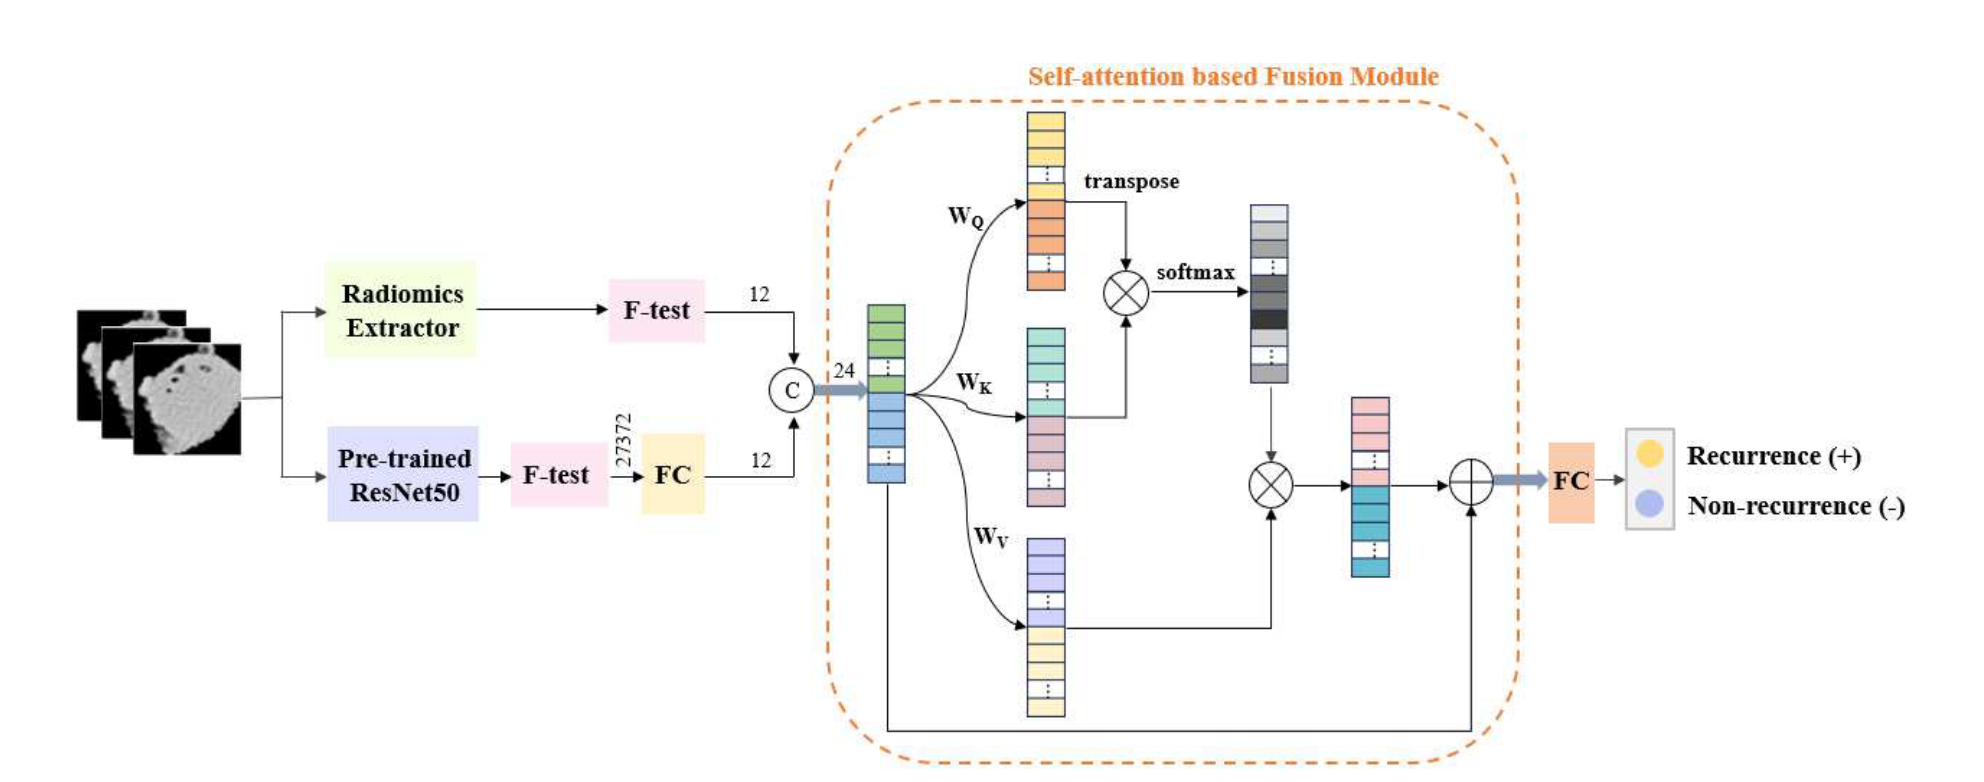 Self-attention based Fusion Module
transpose
W_Q
softmax
Radiomics
Extractor
F-test
12
C
24
W_K
Pre-trained
ResNet50
F-test
27372
FC
12
W_V
FC
Recurrence (+)
Non-recurrence (-)